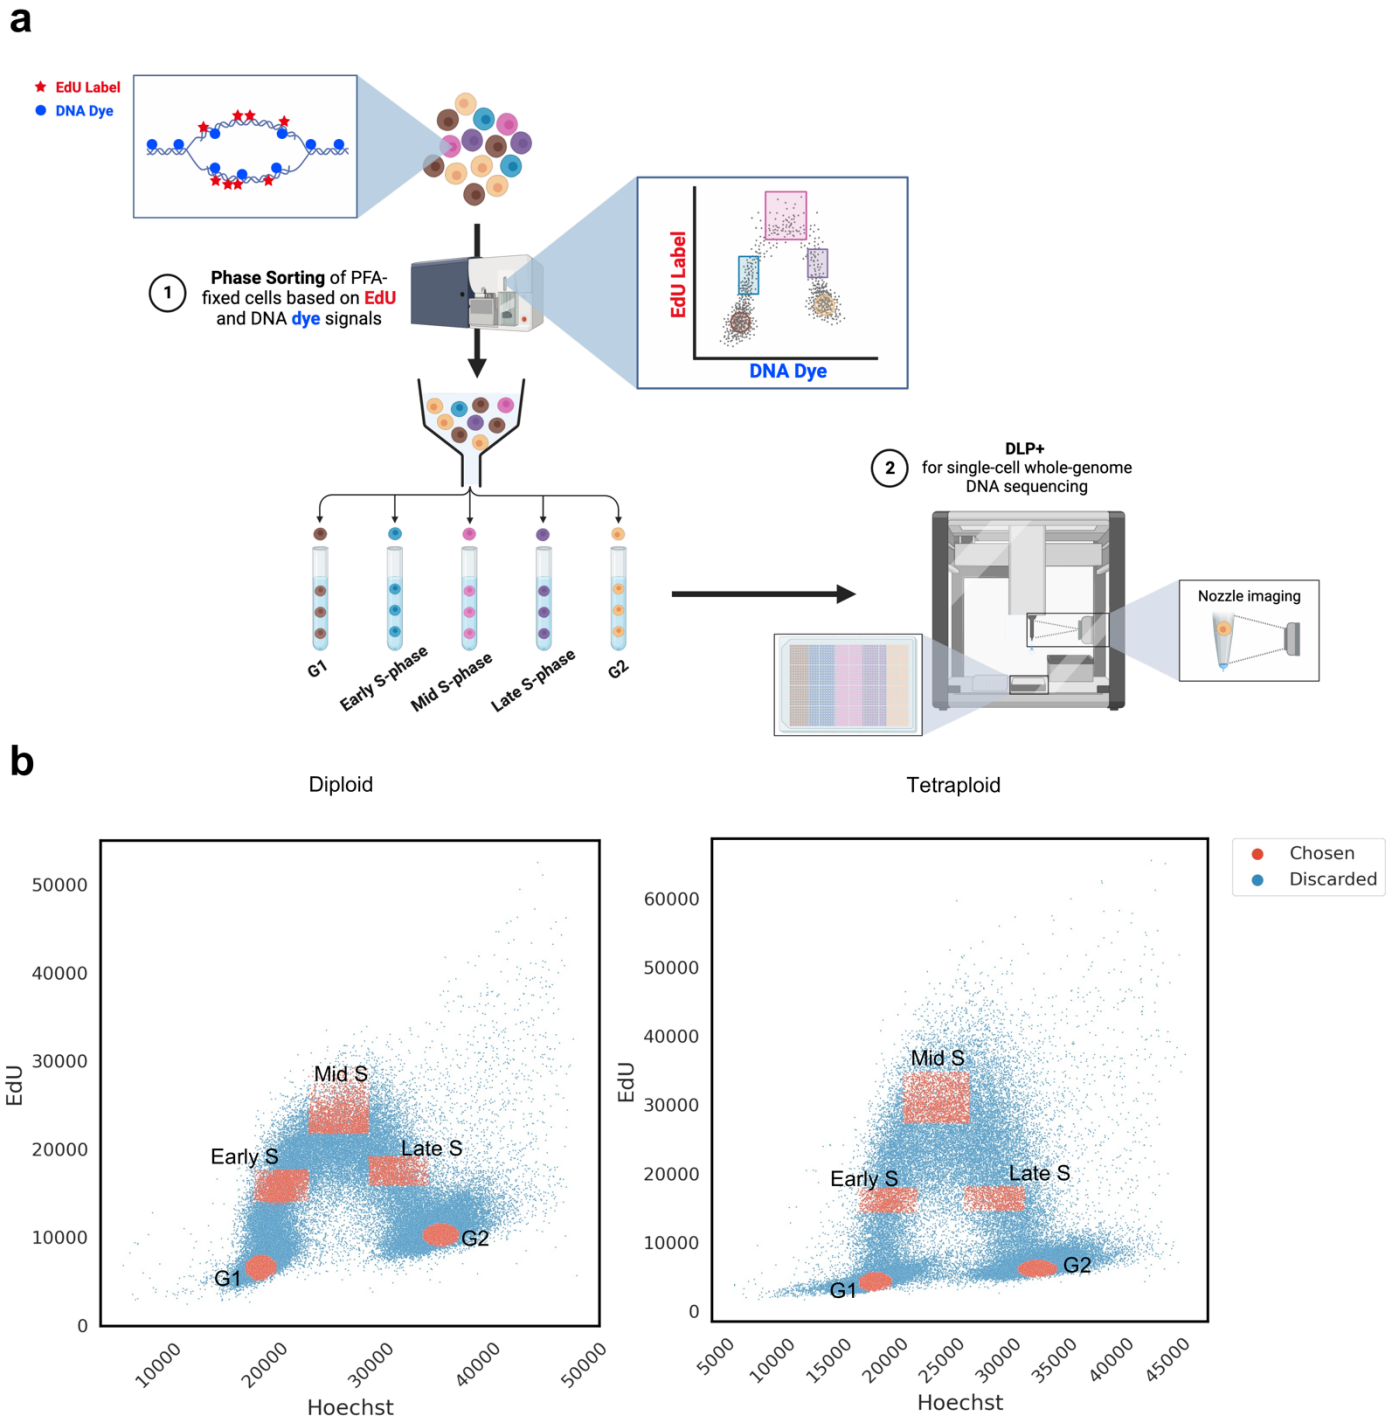 a
EdU Label
DNA Dye
1
Phase Sorting of PFA-
fixed cells based on EdU
and DNA dye signals
EdU Label
DNA Dye
G1
Early S-phase
Mid S-phase
Late S-phase
G2
2
DLP+
for single-cell whole-genome
DNA sequencing
Nozzle imaging
b
Diploid
50000
40000
30000
20000
10000
0
EdU
Mid S
Early S
Late S
G1
G2
10000
20000
30000
40000
50000
Hoechst
Tetraploid
60000
50000
40000
30000
20000
10000
0
EdU
Mid S
Early S
Late S
G1
G2
5000
10000
15000
20000
25000
30000
35000
40000
45000
Hoechst
Chosen
Discarded